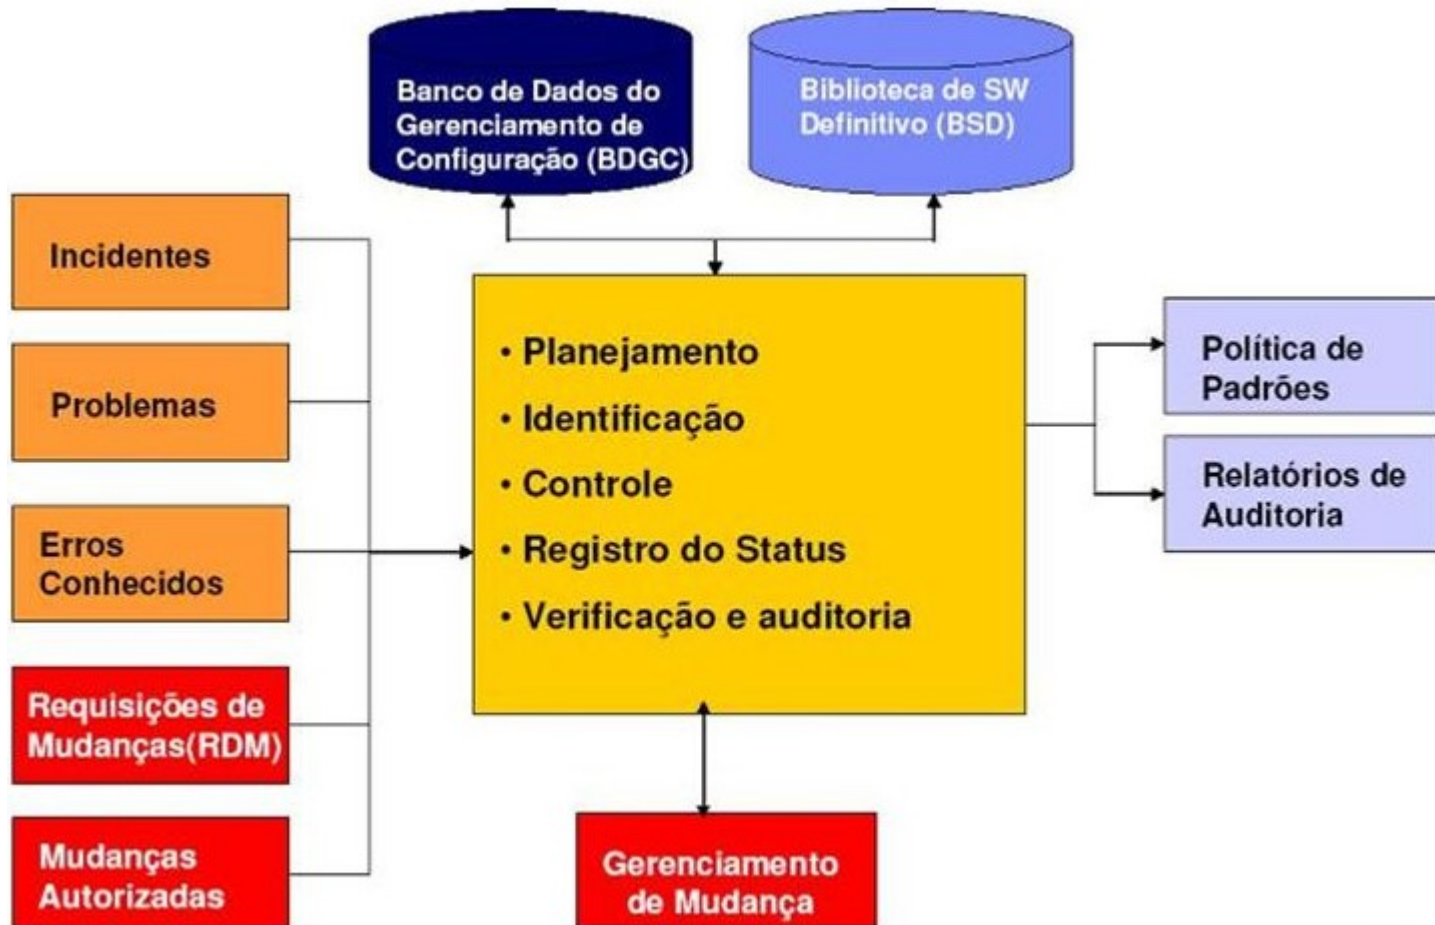 Banco de Dados do
Gerenciamento de
Configuração (BDGC)
Biblioteca de SW
Definitivo (BSD)
Incidentes
Problemas
Erros
Conhecidos
Requisições de
Mudanças(RDM)
Mudanças
Autorizadas
• Planejamento
• Identificação
• Controle
• Registro do Status
• Verificação e auditoria
Política de
Padrões
Relatórios de
Auditoria
Gerenciamento
de Mudança